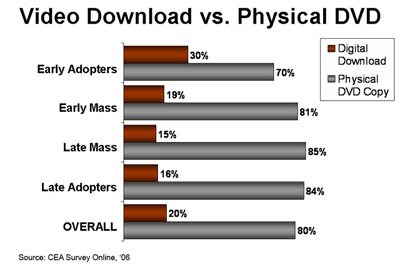 Video Download vs. Physical DVD
Digital
Download
Physical
DVD Copy
Early Adopters
30%
70%
Early Mass
19%
81%
Late Mass
15%
85%
Late Adopters
16%
84%
OVERALL
20%
80%
Source: CEA Survey Online, '06